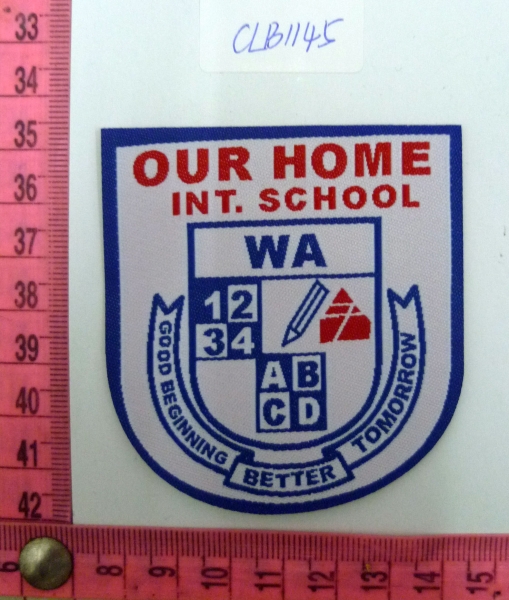 CLB1145
OUR HOME
INT. SCHOOL
WA
12
34
AB
CD
GOOD BEGINNING
BETTER
TOMORROW
33
34
35
36
37
38
39
40
41
42
6
8
9
10
11
12
13
14
15